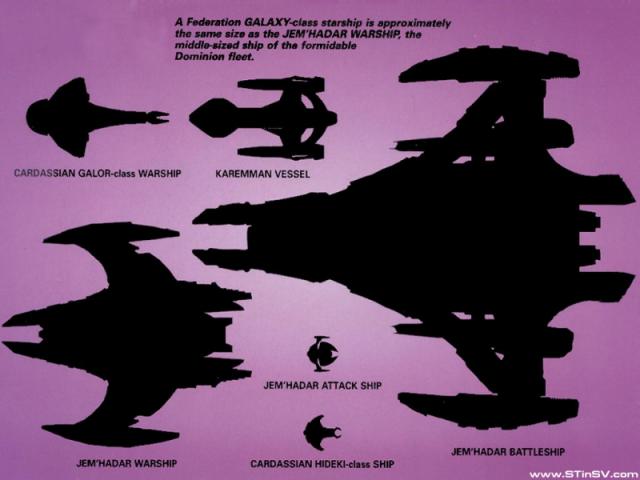 A Federation GALAXY-class starship is approximately
the same size as the JEM'HADAR WARSHIP, the
middle-sized ship of the formidable
Dominion fleet.
CARDASSIAN GALOR-class WARSHIP
KAREMMAN VESSEL
JEM'HADAR ATTACK SHIP
JEM'HADAR WARSHIP
CARDASSIAN HIDEKI-class SHIP
JEM'HADAR BATTLESHIP
www.STinSV.com